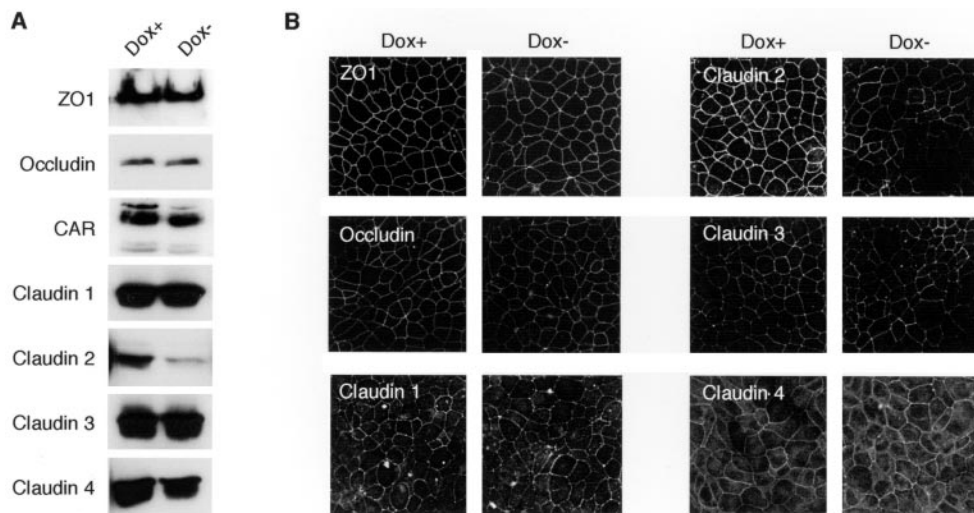 A
Dox+ Dox-
ZO1
Occludin
CAR
Claudin 1
Claudin 2
Claudin 3
Claudin 4
B
Dox+ Dox- Dox+ Dox-
ZO1 Claudin 2
Occludin Claudin 3
Claudin 1 Claudin 4